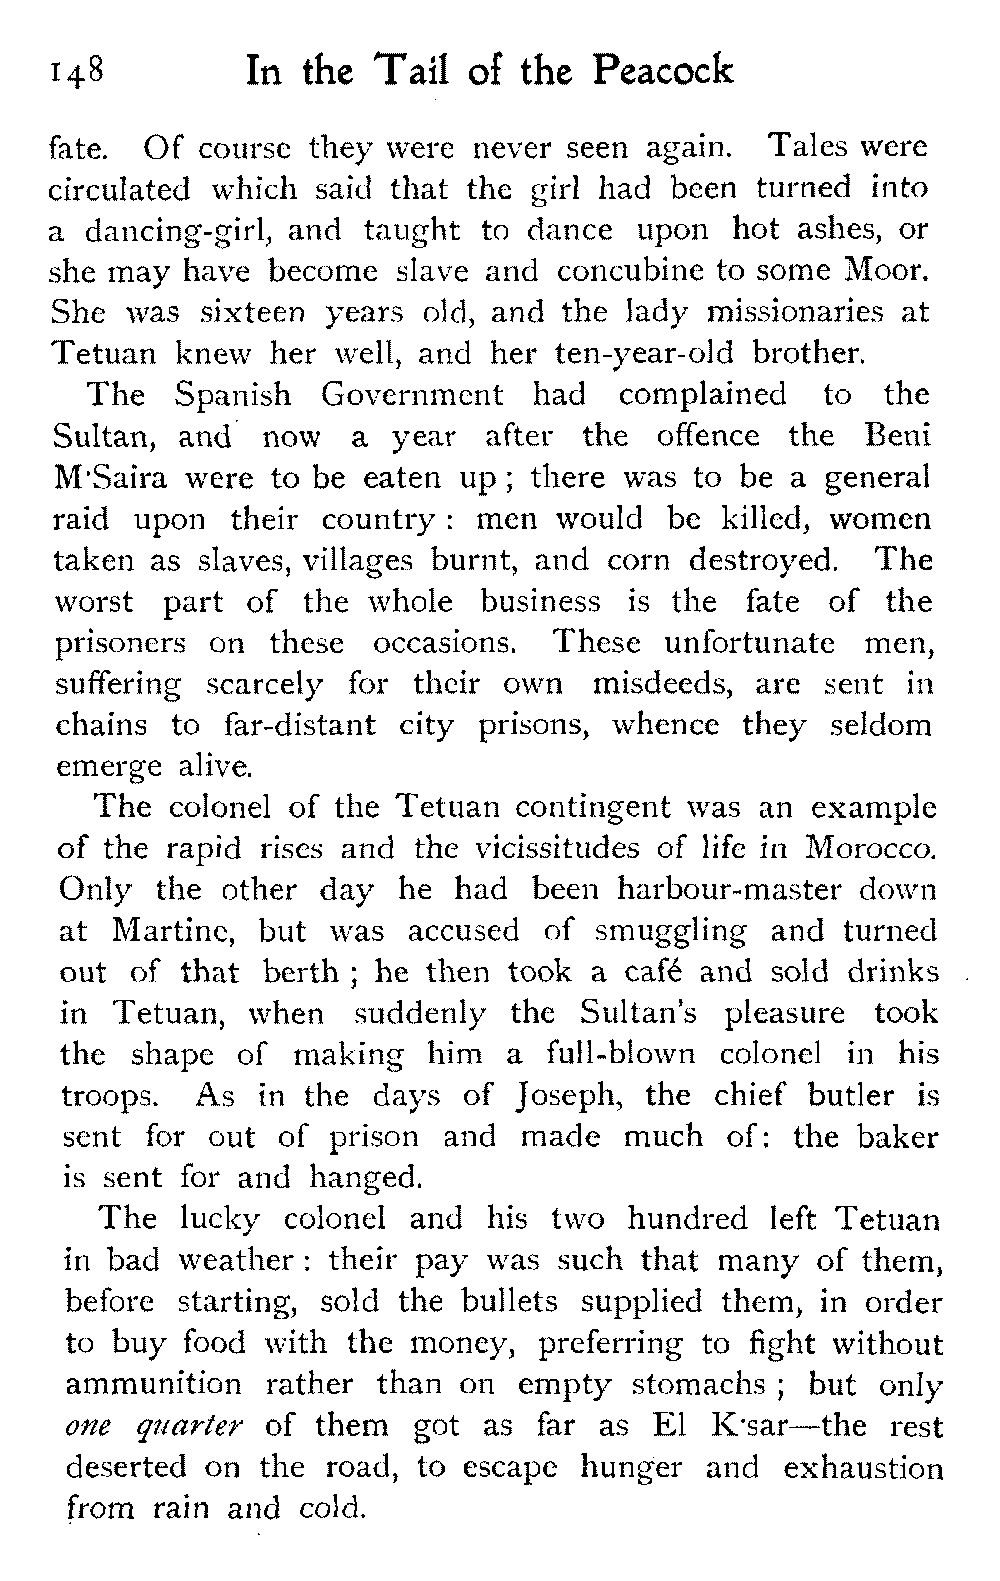 148 In the Tail of the Peacock
fate. Of course they were never seen again. Tales were
circulated which said that the girl had been turned into
a dancing-girl, and taught to dance upon hot ashes, or
she may have become slave and concubine to some Moor.
She was sixteen years old, and the lady missionaries at
Tetuan knew her well, and her ten-year-old brother.
The Spanish Government had complained to the
Sultan, and now a year after the offence the Beni
M·Saira were to be eaten up ; there was to be a general
raid upon their country : men would be killed, women
taken as slaves, villages burnt, and corn destroyed. The
worst part of the whole business is the fate of the
prisoners on these occasions. These unfortunate men,
suffering scarcely for their own misdeeds, are sent in
chains to far-distant city prisons, whence they seldom
emerge alive.
The colonel of the Tetuan contingent was an example
of the rapid rises and the vicissitudes of life in Morocco.
Only the other day he had been harbour-master down
at Martine, but was accused of smuggling and turned
out of that berth ; he then took a café and sold drinks
in Tetuan, when suddenly the Sultan's pleasure took
the shape of making him a full-blown colonel in his
troops. As in the days of Joseph, the chief butler is
sent for out of prison and made much of: the baker
is sent for and hanged.
The lucky colonel and his two hundred left Tetuan
in bad weather : their pay was such that many of them,
before starting, sold the bullets supplied them, in order
to buy food with the money, preferring to fight without
ammunition rather than on empty stomachs ; but only
one quarter of them got as far as El K·sar—the rest
deserted on the road, to escape hunger and exhaustion
from rain and cold.